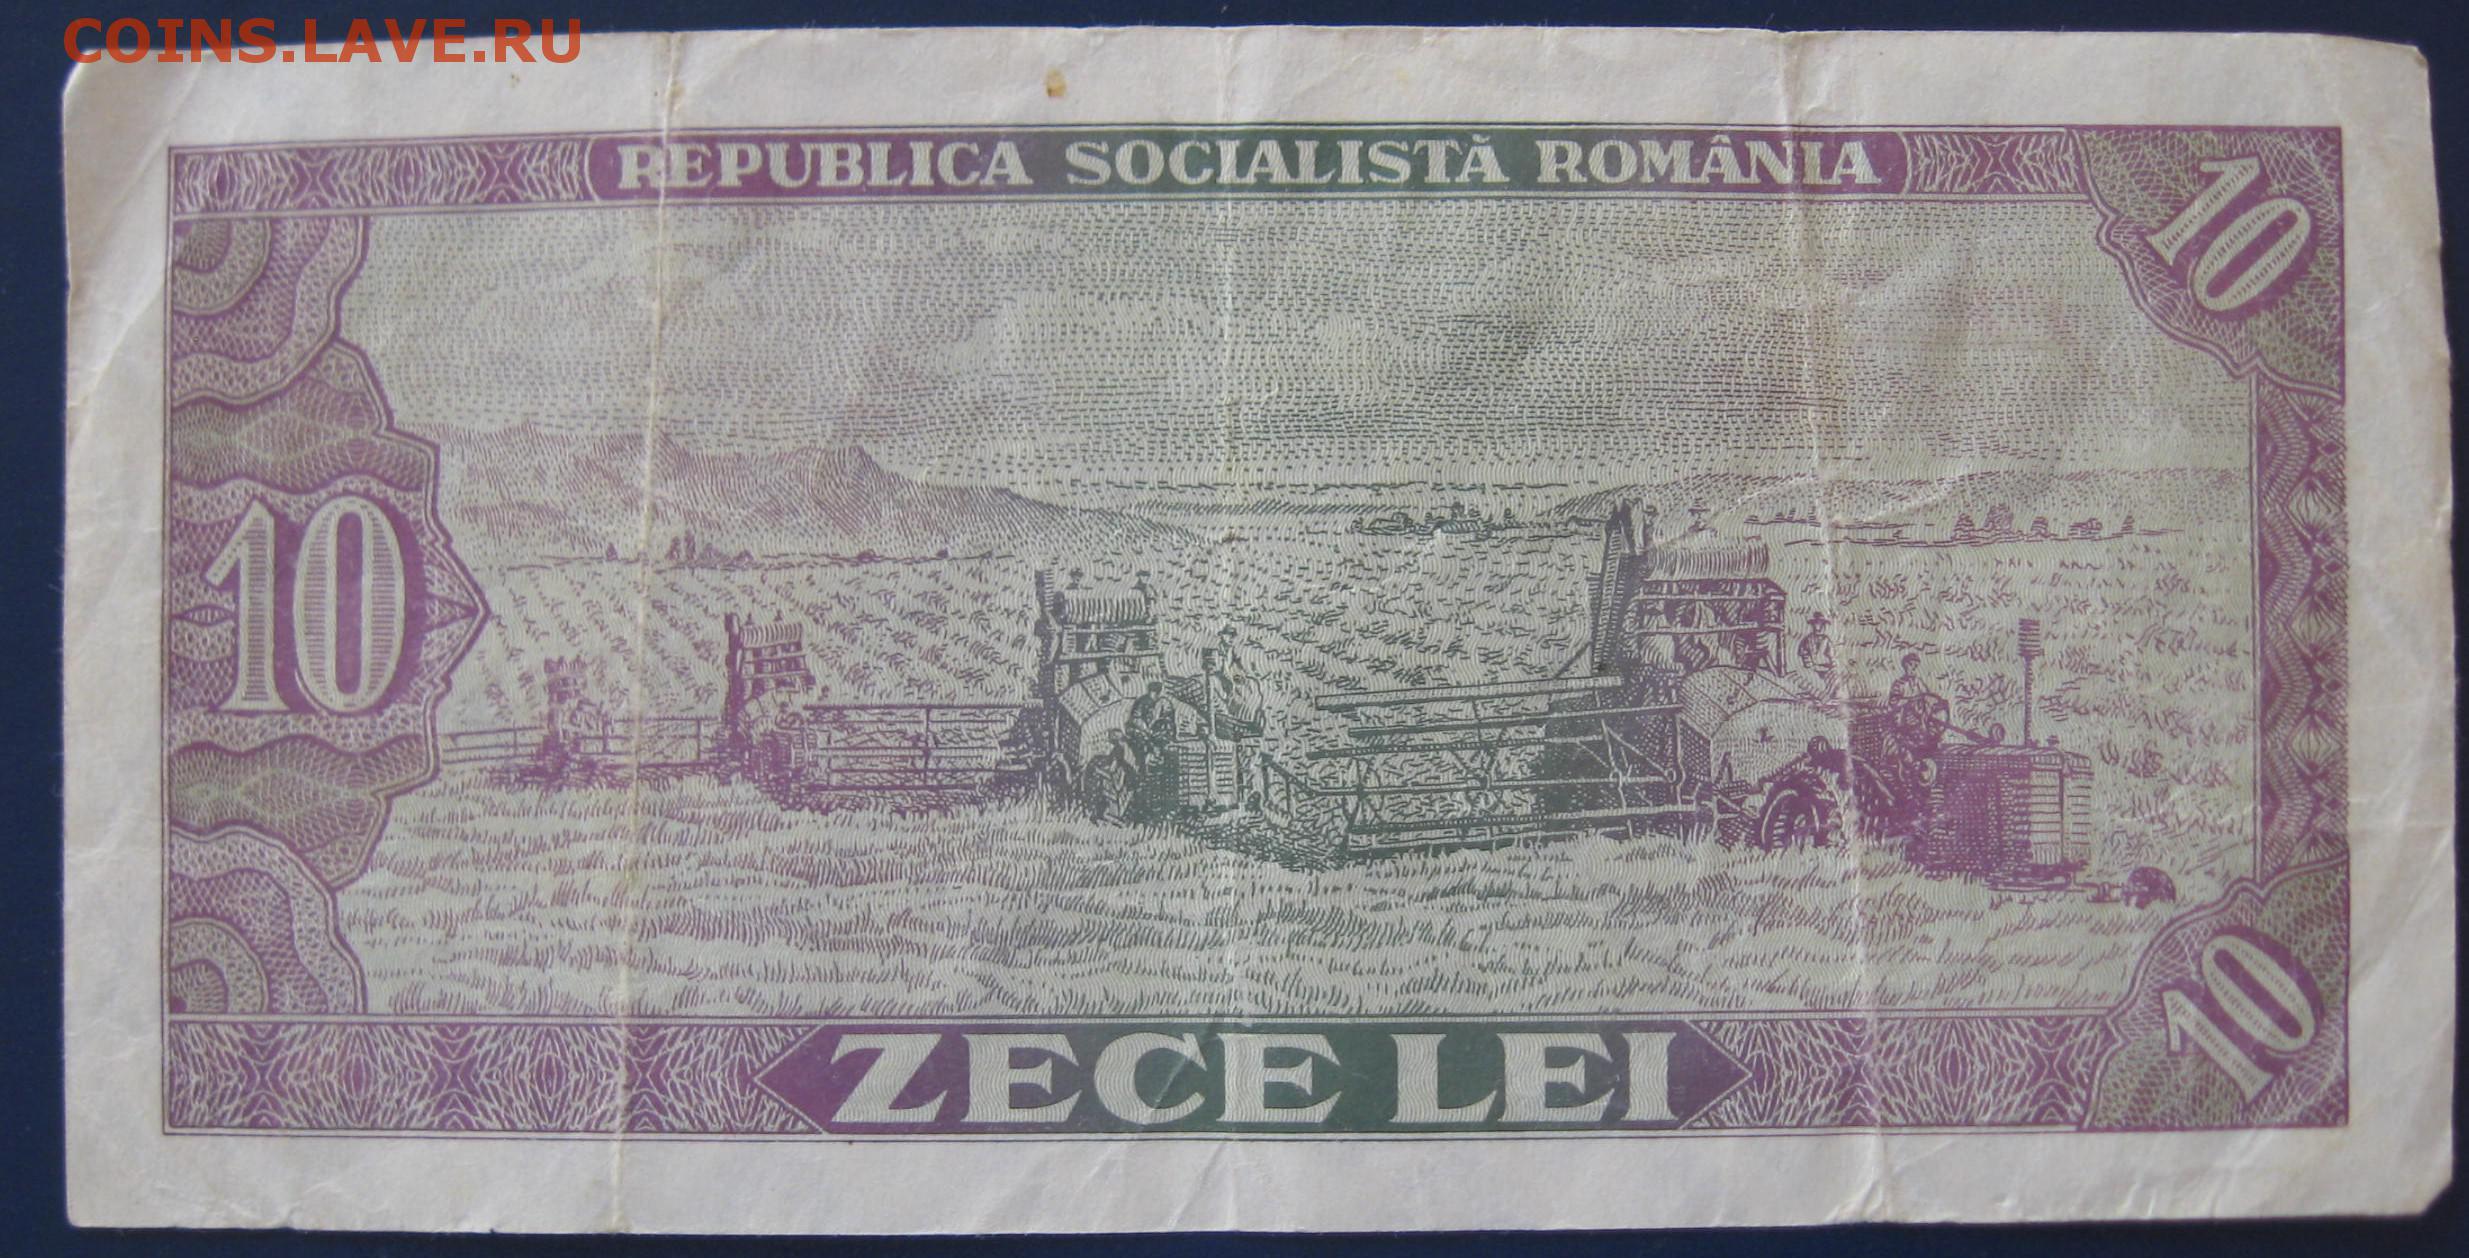 COINS.LAVE.RU
REPUBLICA SOCIALISTĂ ROMÂNIA
10
10
10
ZECE LEI